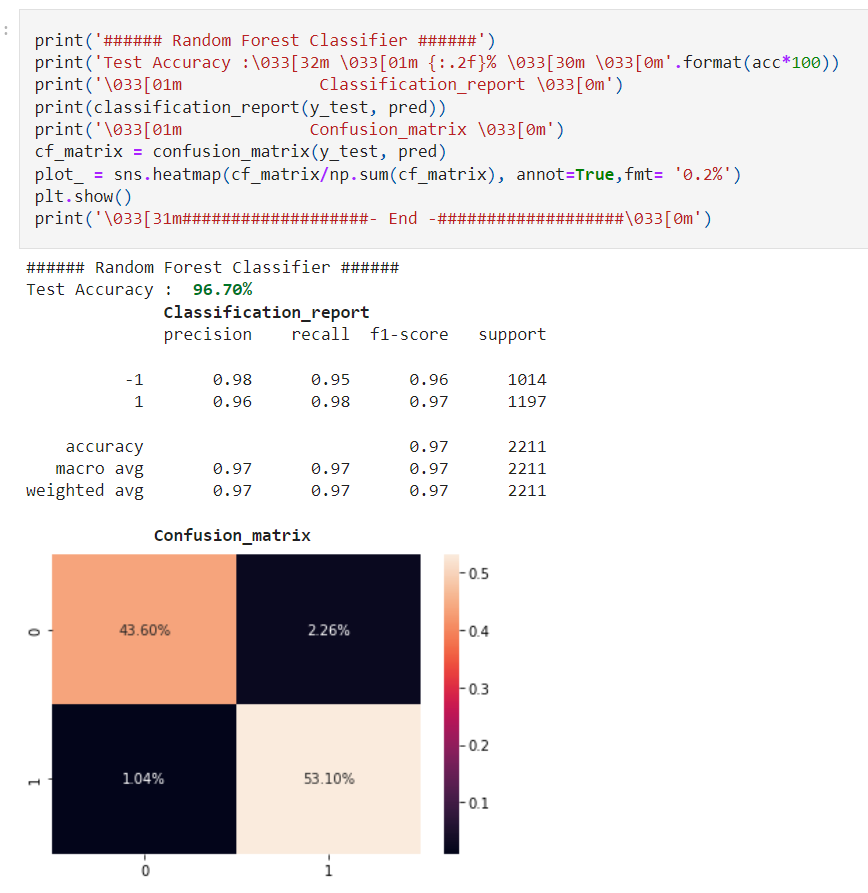 :
print('###### Random Forest Classifier ######')
print('Test Accuracy :\033[32m \033[01m {:.2f}% \033[30m \033[0m'.format(acc*100))
print('\033[01m              Classification_report \033[0m')
print(classification_report(y_test, pred))
print('\033[01m             Confusion_matrix \033[0m')
cf_matrix = confusion_matrix(y_test, pred)
plot_ = sns.heatmap(cf_matrix/np.sum(cf_matrix), annot=True,fmt= '0.2%')
plt.show()
print('\033[31m###################- End -###################\033[0m')
###### Random Forest Classifier ######
Test Accuracy :  96.70%
Classification_report
precision    recall  f1-score   support
-1       0.98      0.95      0.96      1014
1       0.96      0.98      0.97      1197
accuracy                           0.97      2211
macro avg       0.97      0.97      0.97      2211
weighted avg       0.97      0.97      0.97      2211
Confusion_matrix
0.5
0 43.60% 2.26% 0.4
0.3
0.2
1 1.04% 53.10%
0.1
0 1